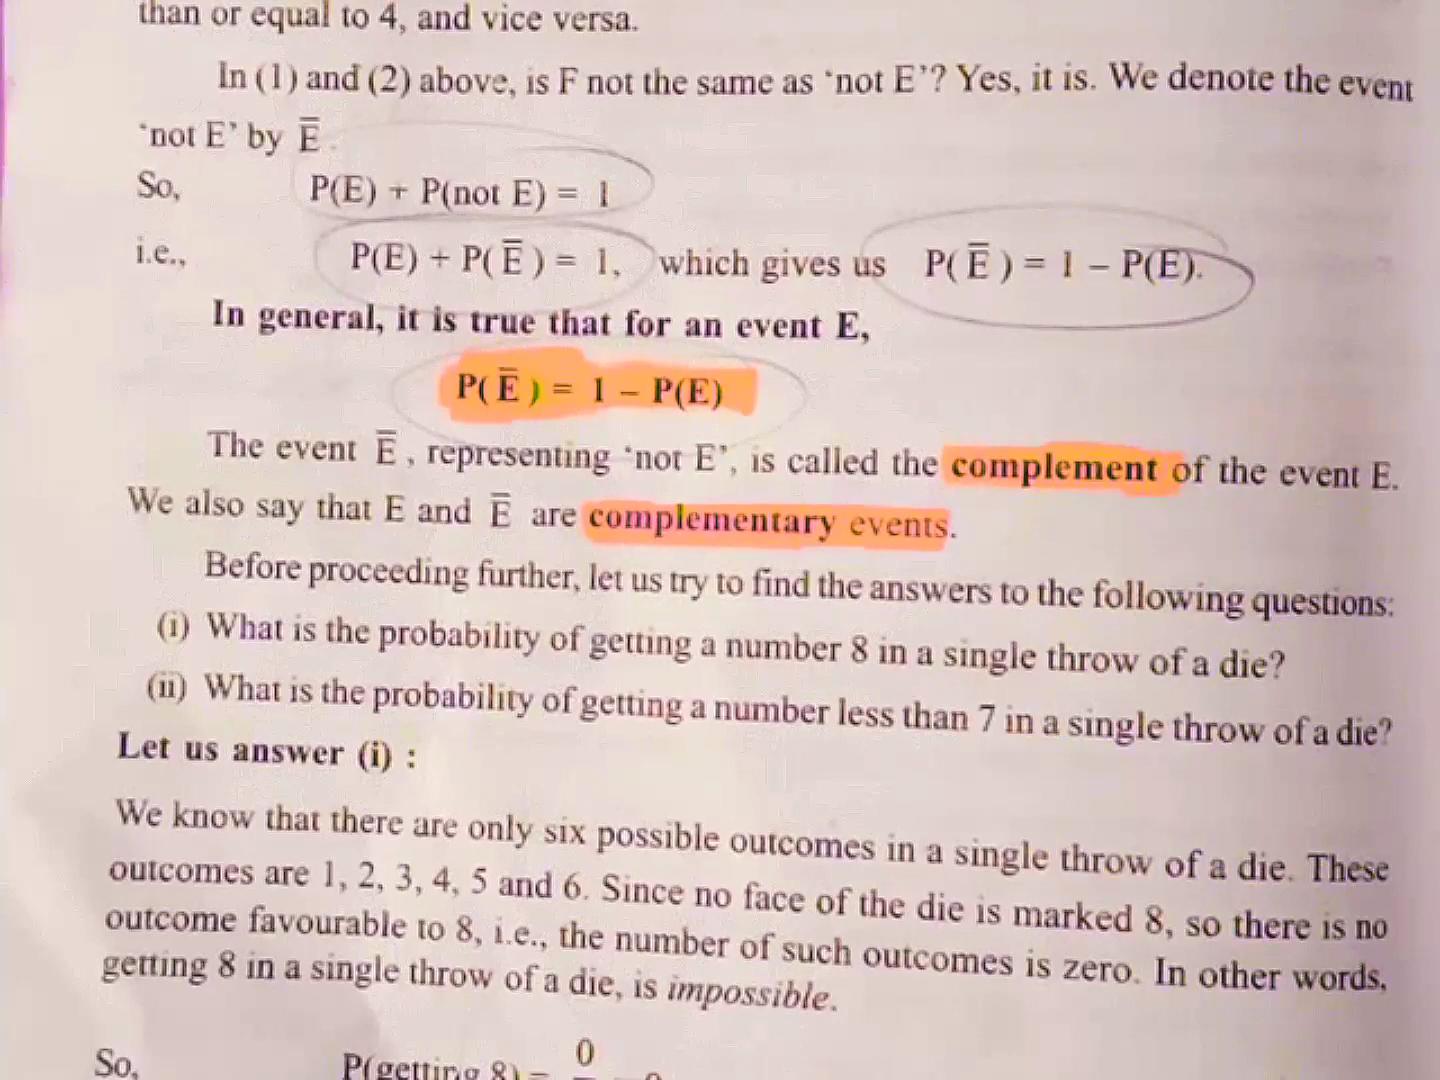 than or equal to 4, and vice versa.
In (1) and (2) above, is F not the same as ‘not E’? Yes, it is. We denote the event
‘not E’ by E̅.
So, P(E) + P(not E) = 1
i.e., P(E) + P( E̅ ) = 1, which gives us P( E̅ ) = 1 – P(E).
In general, it is true that for an event E,
P( E̅ ) = 1 – P(E)
The event E̅ , representing ‘not E’, is called the complement of the event E.
We also say that E and E̅ are complementary events.
Before proceeding further, let us try to find the answers to the following questions:
(i) What is the probability of getting a number 8 in a single throw of a die?
(ii) What is the probability of getting a number less than 7 in a single throw of a die?
Let us answer (i) :
We know that there are only six possible outcomes in a single throw of a die. These
outcomes are 1, 2, 3, 4, 5 and 6. Since no face of the die is marked 8, so there is no
outcome favourable to 8, i.e., the number of such outcomes is zero. In other words,
getting 8 in a single throw of a die, is impossible.
So, P(getting 8) = 0